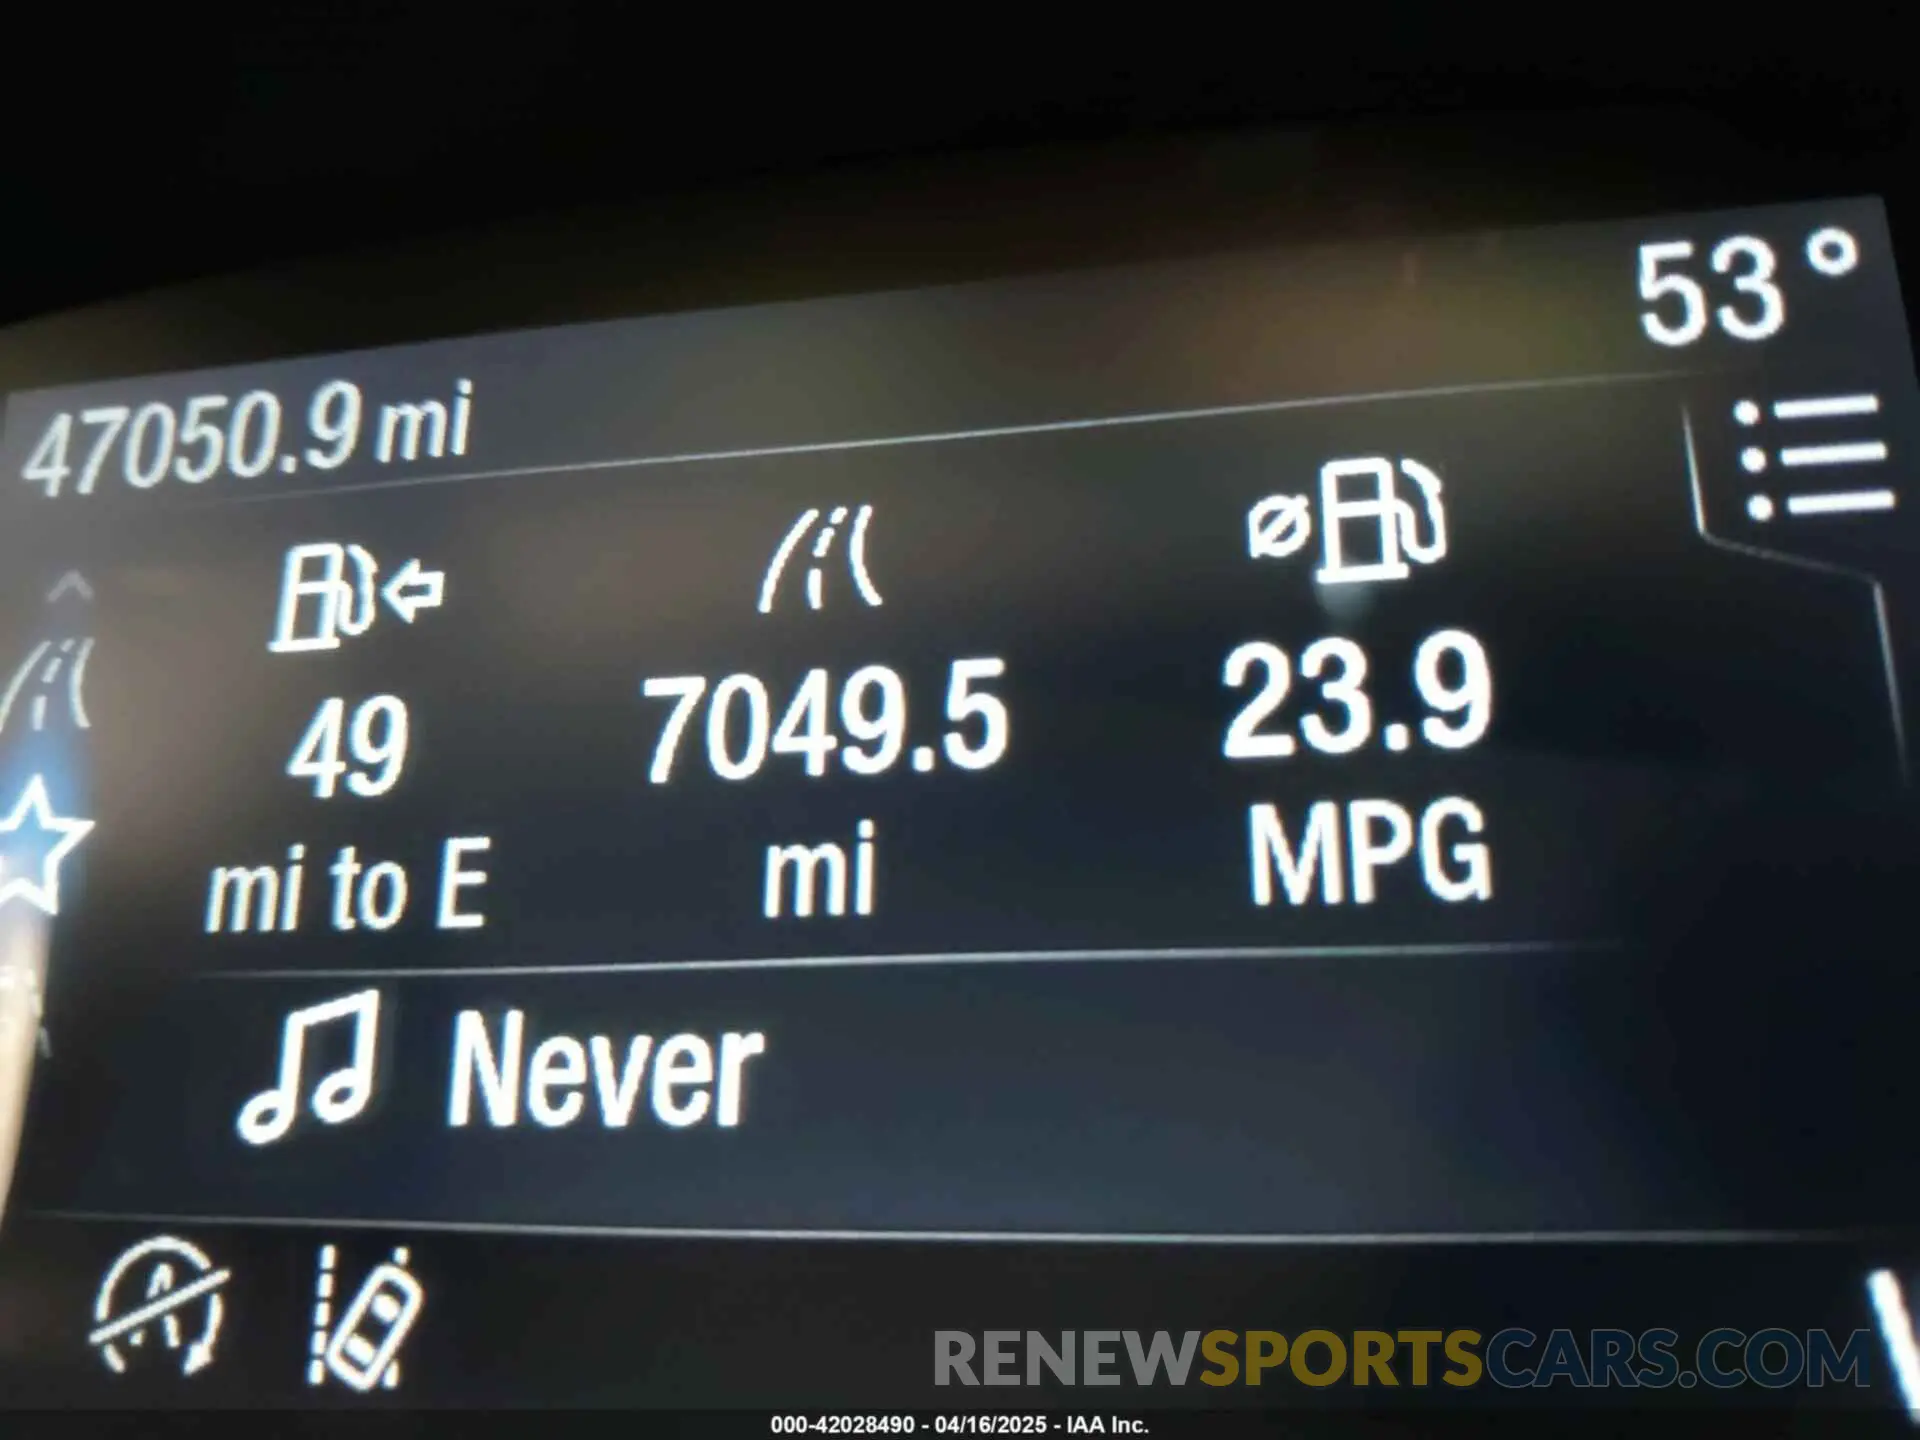 53°
47050.9 mi
49 7049.5 23.9
mi to E mi MPG
Never
RENEWSPORTSCARS.COM
000-42028490 - 04/16/2025 - IAA Inc.